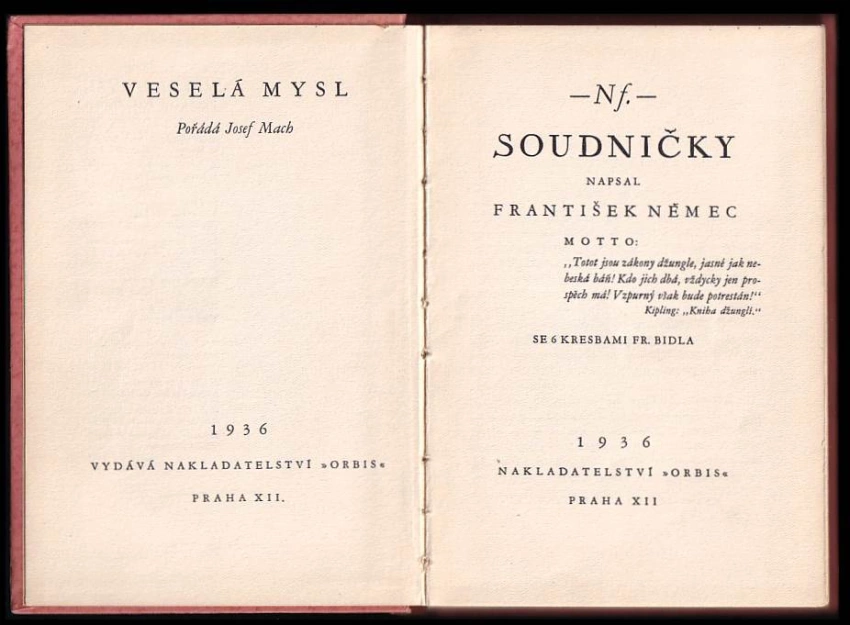 VESELÁ MYSL
Pořádá Josef Mach
1936
VYDÁVÁ NAKLADATELSTVÍ »ORBIS«
PRAHA XII.
—Nf.—
SOUDNIČKY
NAPSAL
FRANTIŠEK NĚMEC
MOTTO:
„Totot jsou zákony džungle, jasné jak ne-
beská báň! Kdo jich dbá, vždycky jen pro-
spěch má! Vzpurný však bude potrestán!“
Kipling: „Kniha džunglí.“
SE 6 KRESBAMI FR. BIDLA
1936
NAKLADATELSTVÍ »ORBIS«
PRAHA XII